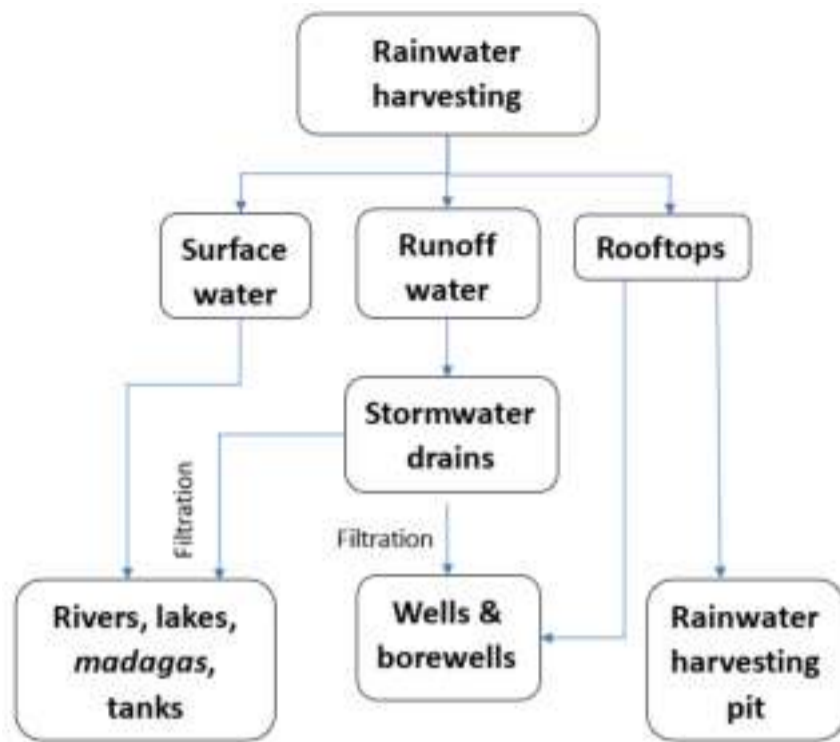 Rainwater
harvesting
Surface
water
Runoff
water
Rooftops
Stormwater
drains
Filtration
Filtration
Rivers, lakes,
madagas,
tanks
Wells &
borewells
Rainwater
harvesting
pit